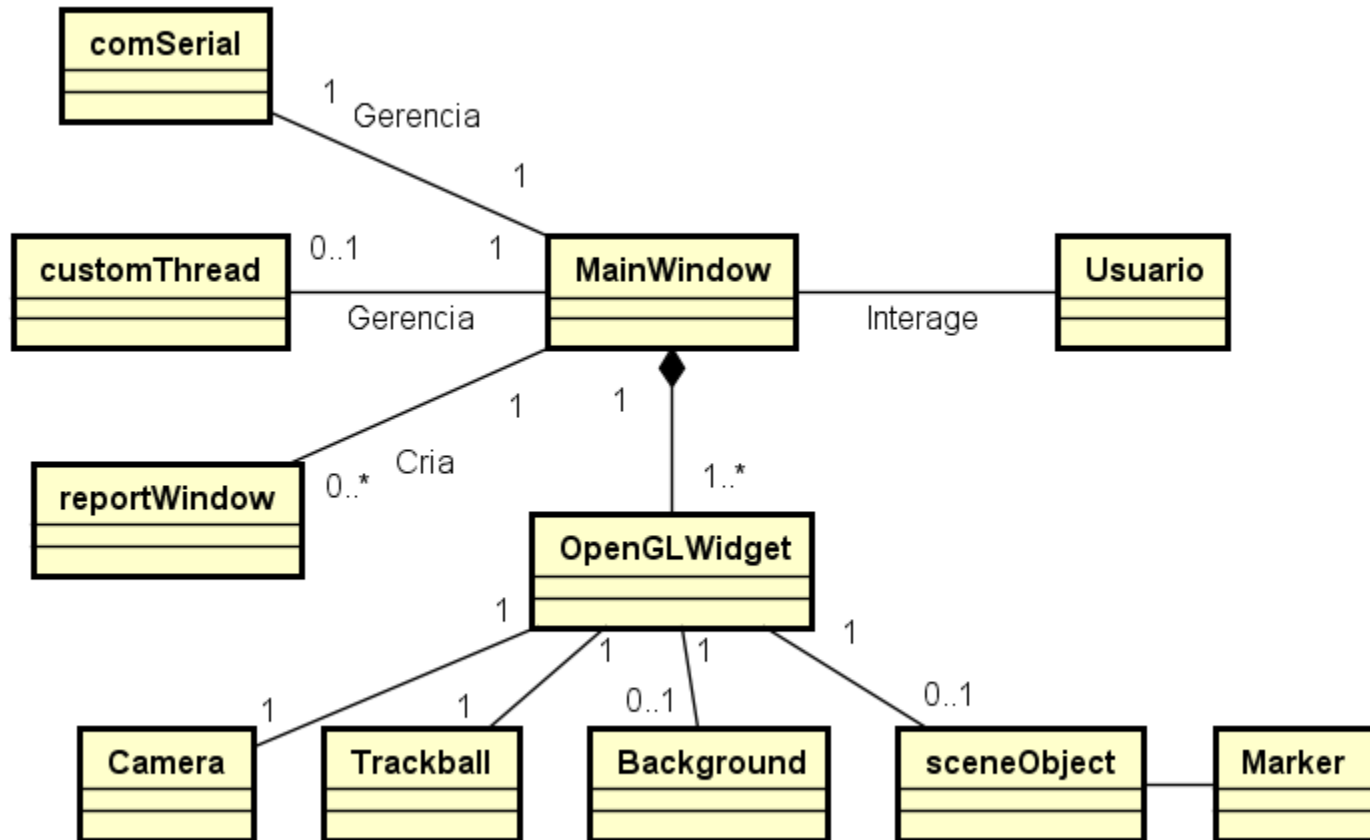 comSerial
1
Gerencia
1
customThread
0..1
1
Gerencia
MainWindow
Interage
Usuario
1
1
Cria
0..*
reportWindow
1..*
OpenGLWidget
1
1
1
1
1
1
0..1
0..1
Camera
Trackball
Background
sceneObject
Marker